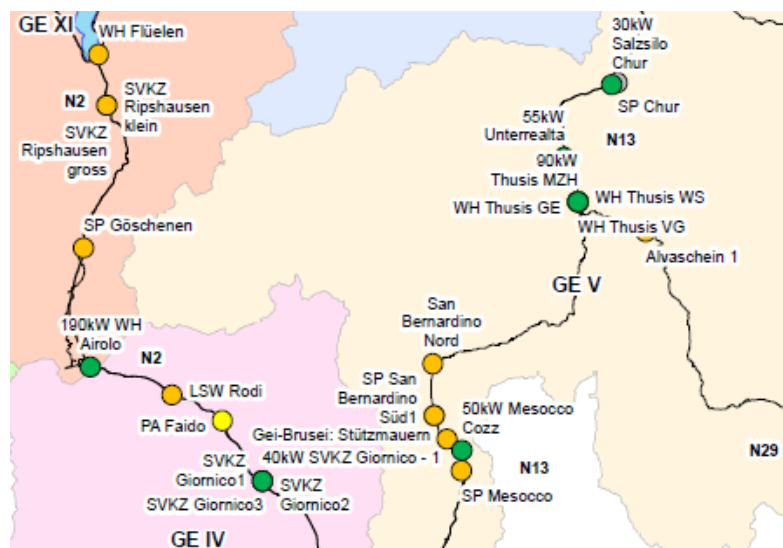 GE XI
WH Flüelen
N2
SVKZ
Ripshausen
klein
SVKZ
Ripshausen
gross
SP Göschenen
190kW WH
Airolo
N2
LSW Rodi
PA Faido
SVKZ
Giornico1
40kW SVKZ Giornico - 1
SVKZ Giornico3
SVKZ
Giornico2
GE IV
30kW
Salzsilo
Chur
SP Chur
55kW
Unterrealta
N13
90kW
Thusis MZH
WH Thusis WS
WH Thusis GE
WH Thusis VG
Alvaschein 1
GE V
San
Bernardino
Nord
SP San
Bernardino
Süd1
50kW Mesocco
Cozz
Gei-Brusei: Stützmauern
SP Mesocco
N13
N29